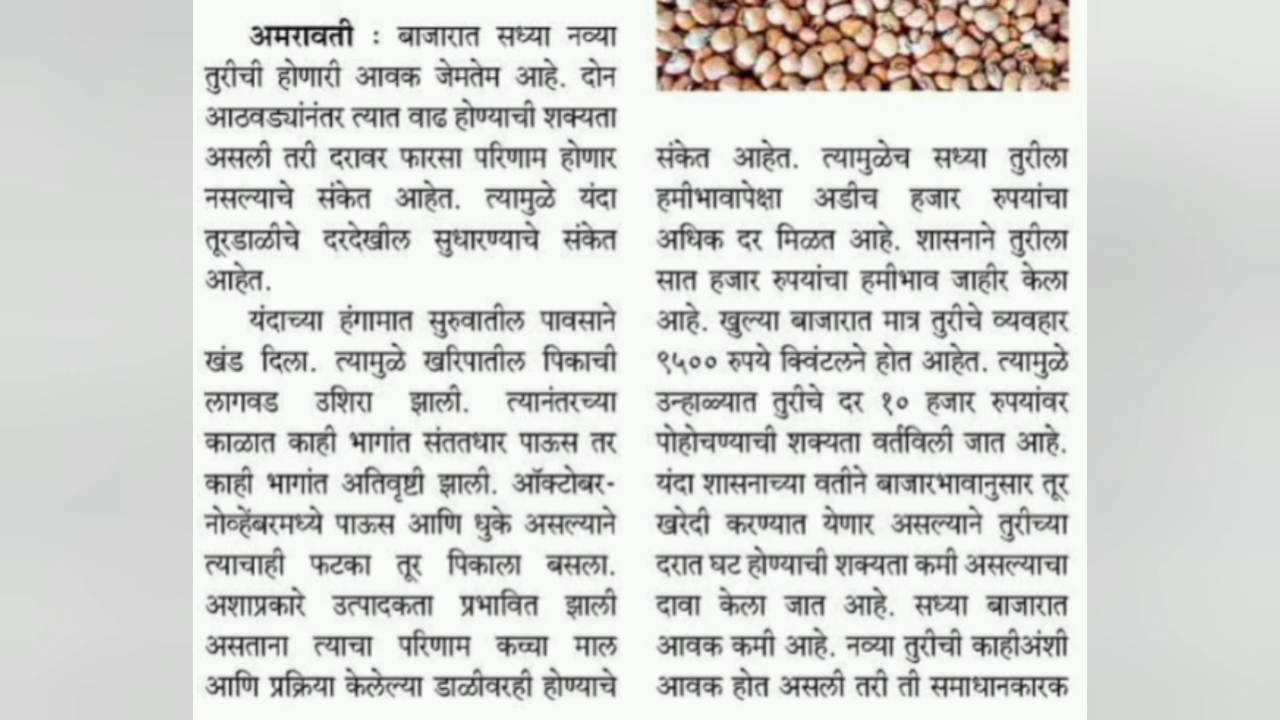 अमरावती : बाजारात सध्या नव्या
तुरीची होणारी आवक जेमतेम आहे. दोन
आठवड्यांनंतर त्यात वाढ होण्याची शक्यता
असली तरी दरावर फारसा परिणाम होणार
नसल्याचे संकेत आहेत. त्यामुळे यंदा
तूरडाळीचे दरदेखील सुधारण्याचे संकेत
आहेत.
यंदाच्या हंगामात सुरुवातील पावसाने
खंड दिला. त्यामुळे खरिपातील पिकाची
लागवड उशिरा झाली. त्यानंतरच्या
काळात काही भागांत संततधार पाऊस तर
काही भागांत अतिवृष्टी झाली. ऑक्टोबर-
नोव्हेंबरमध्ये पाऊस आणि धुके असल्याने
त्याचाही फटका तूर पिकाला बसला.
अशाप्रकारे उत्पादकता प्रभावित झाली
असताना त्याचा परिणाम कच्चा माल
आणि प्रक्रिया केलेल्या डाळीवरही होण्याचे
संकेत आहेत. त्यामुळेच सध्या तुरीला
हमीभावापेक्षा अडीच हजार रुपयांचा
अधिक दर मिळत आहे. शासनाने तुरीला
सात हजार रुपयांचा हमीभाव जाहीर केला
आहे. खुल्या बाजारात मात्र तुरीचे व्यवहार
९५०० रुपये क्विंटलने होत आहेत. त्यामुळे
उन्हाळ्यात तुरीचे दर १० हजार रुपयांवर
पोहोचण्याची शक्यता वर्तविली जात आहे.
यंदा शासनाच्या वतीने बाजारभावानुसार तूर
खरेदी करण्यात येणार असल्याने तुरीच्या
दरात घट होण्याची शक्यता कमी असल्याचा
दावा केला जात आहे. सध्या बाजारात
आवक कमी आहे. नव्या तुरीची काहीअंशी
आवक होत असली तरी ती समाधानकारक